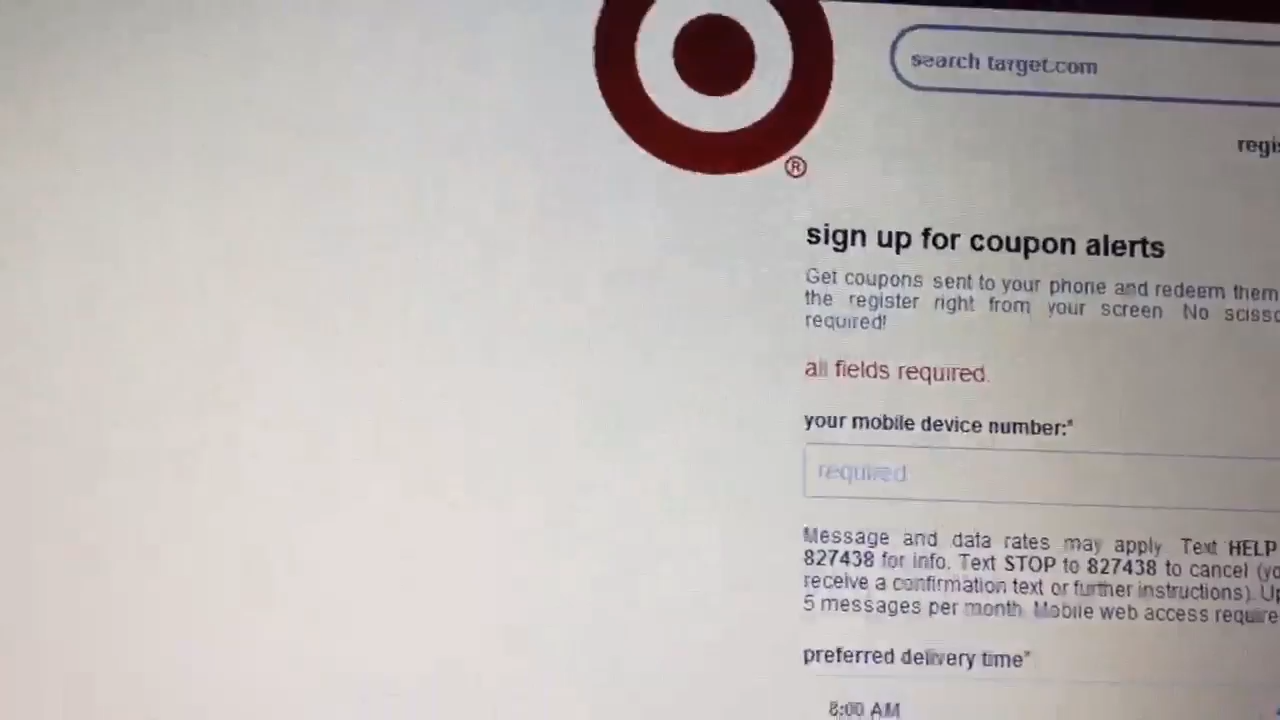 search target.com
®
sign up for coupon alerts
Get coupons sent to your phone and redeem them
the register right from your screen No
required!
all fields required.
your mobile device number:*
required
Message and data rates may apply Text HELP
827438 for info. Text STOP to 827438 to cancel
receive a confirmation text or further instructions).
5 messages per month. Mobile web access
preferred delivery time*
8:00 AM